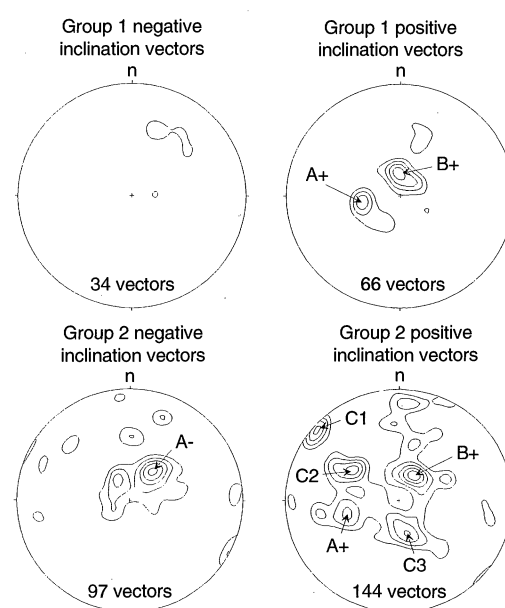 Group 1 negative
inclination vectors
n
34 vectors
Group 1 positive
inclination vectors
n
A+
B+
66 vectors
Group 2 negative
inclination vectors
n
A-
97 vectors
Group 2 positive
inclination vectors
n
C1
B+
C2
A+
C3
144 vectors